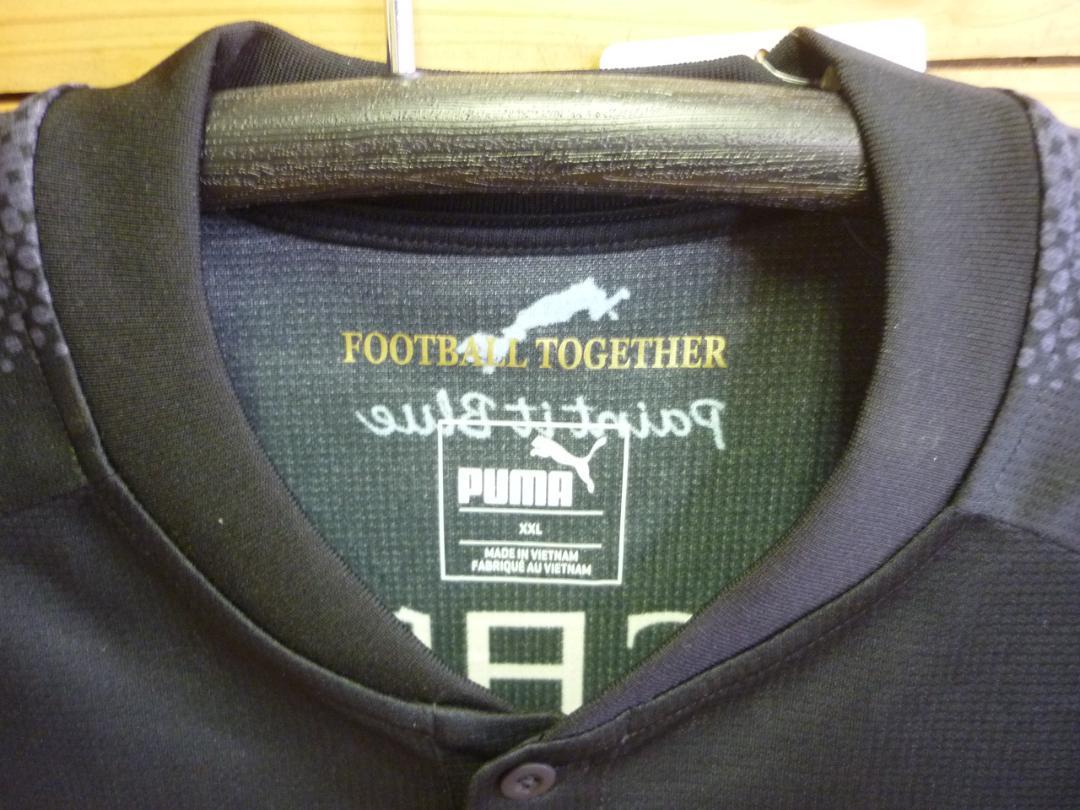 FOOTBALL TOGETHER
Paint it Blue
PUMA
XXL
MADE IN VIETNAM
FABRIQUÉ AU VIETNAM